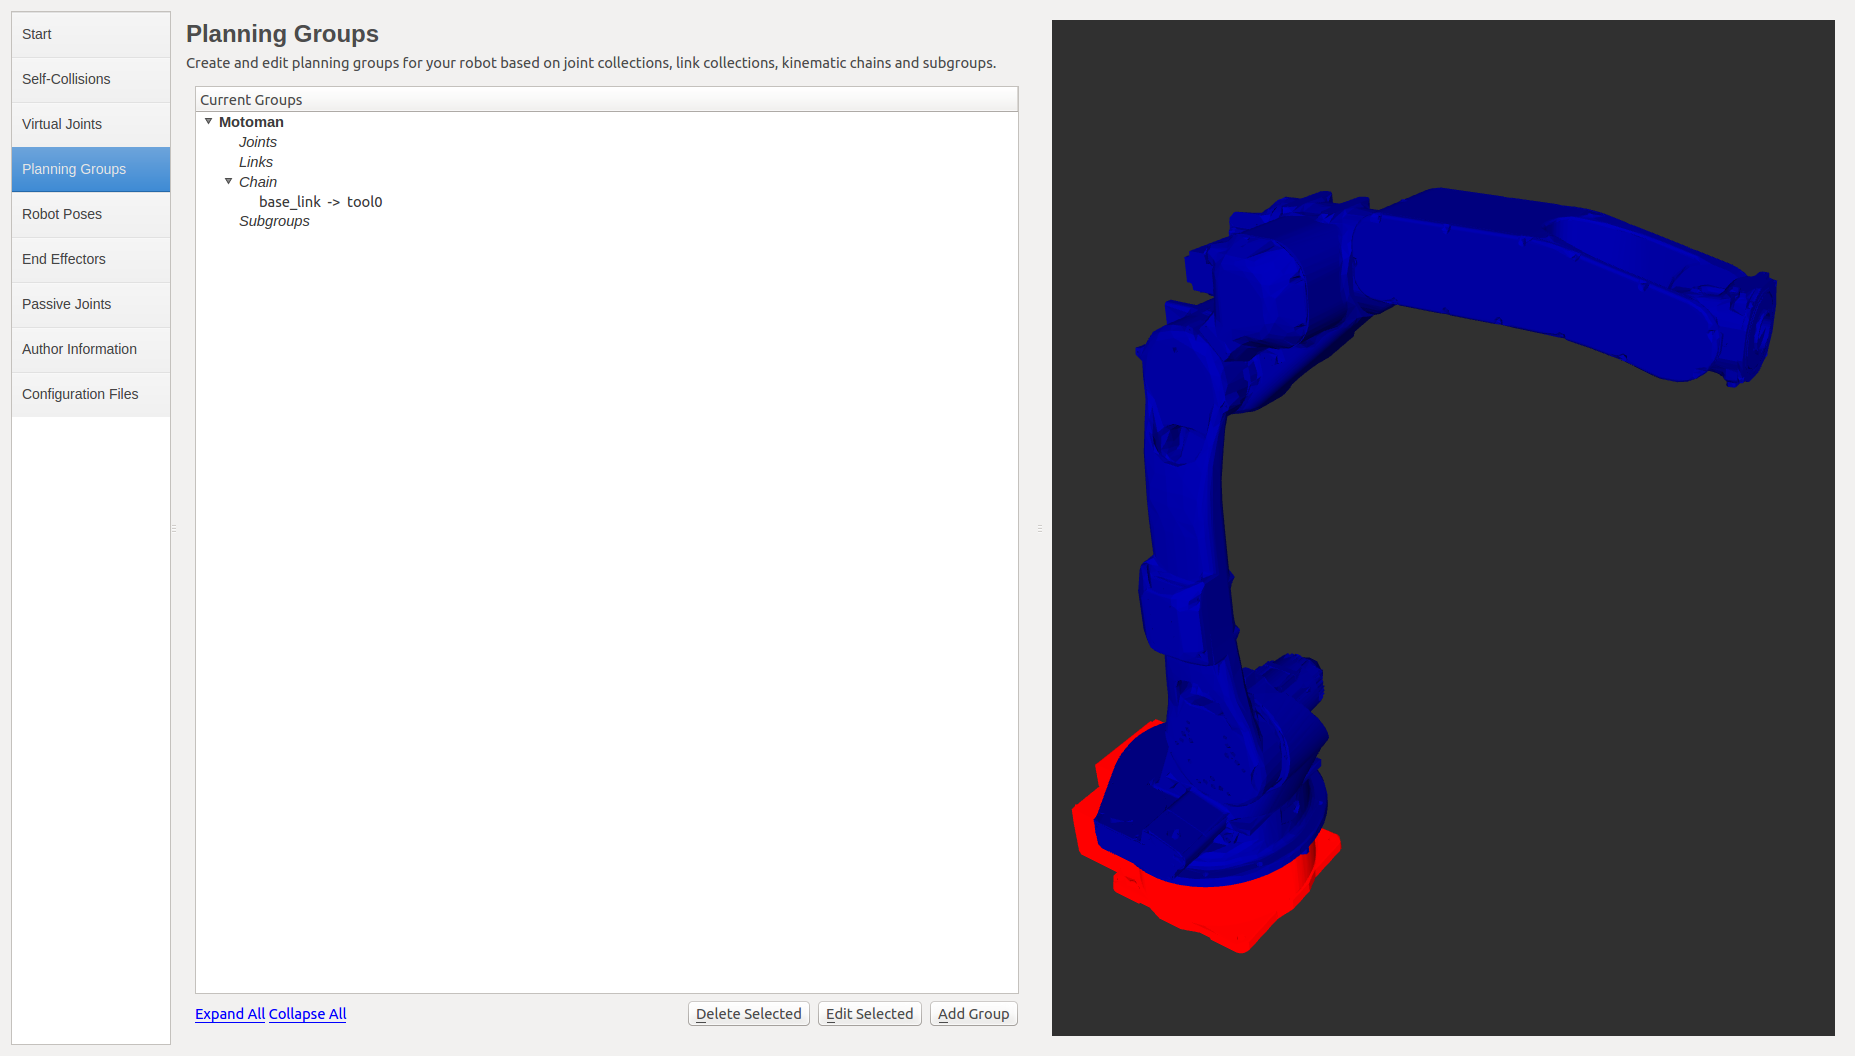 Start
Self-Collisions
Virtual Joints
Planning Groups
Robot Poses
End Effectors
Passive Joints
Author Information
Configuration Files
Planning Groups
Create and edit planning groups for your robot based on joint collections, link collections, kinematic chains and subgroups.
Current Groups
Motoman
Joints
Links
Chain
base_link -> tool0
Subgroups
Expand All Collapse All
Delete Selected
Edit Selected
Add Group